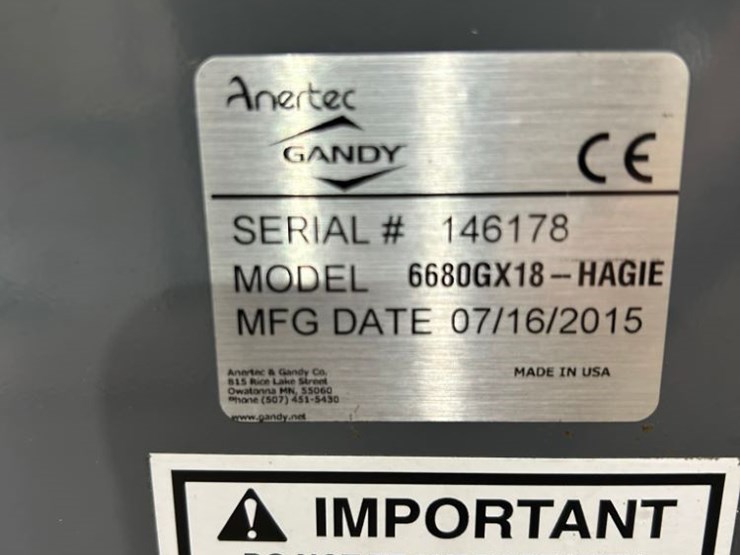 Anertec
GANDY
CE
SERIAL # 146178
MODEL 6680GX18-HAGIE
MFG DATE 07/16/2015
Anertec & Gandy Co.
815 Rice Lake Street
Owatonna MN, 55060
Phone (507) 451-5430
www.gandy.net
MADE IN USA
IMPORTANT